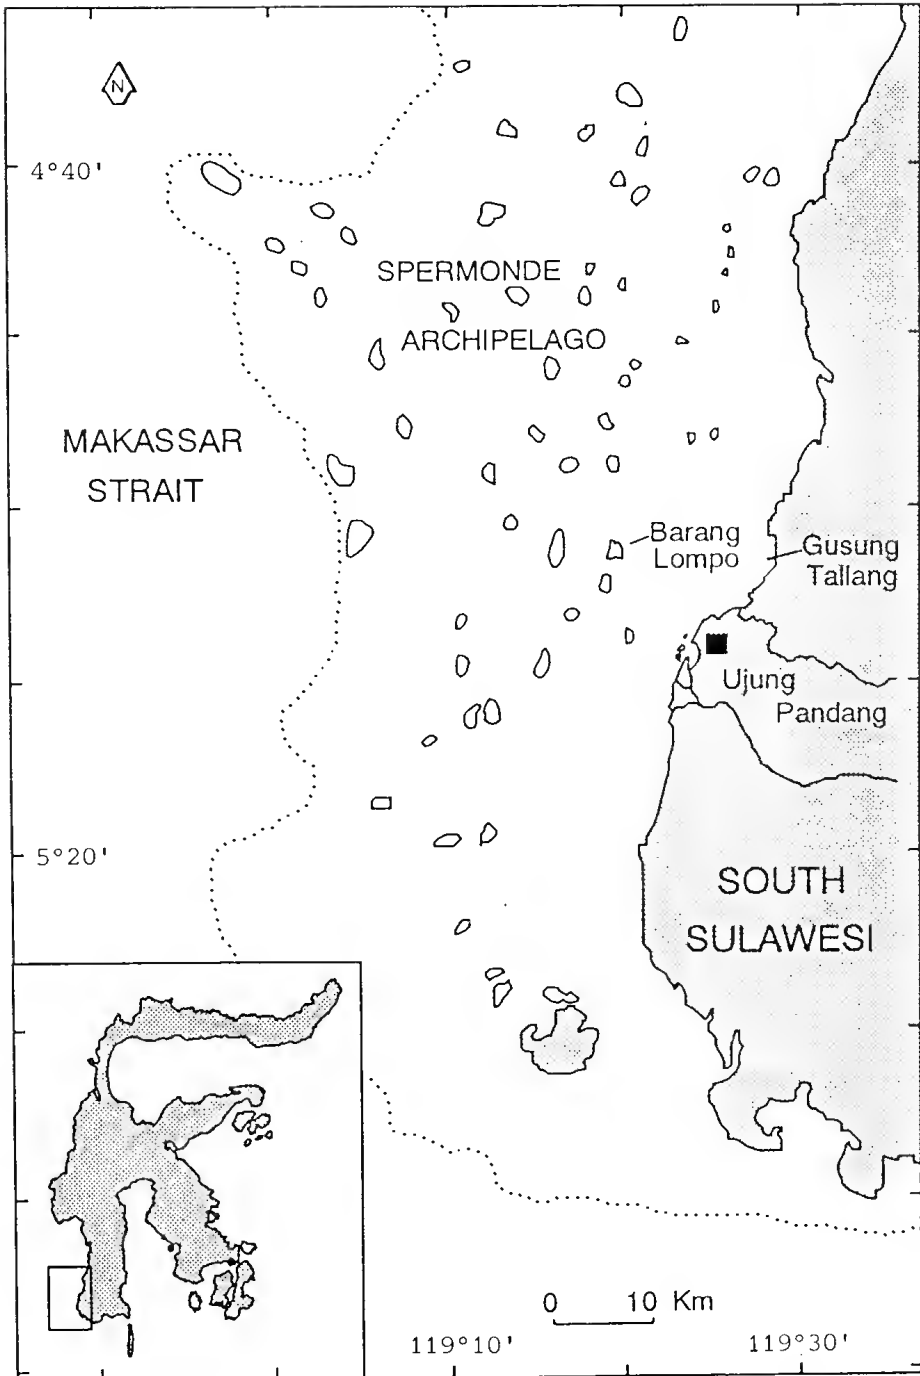 N
4°40'
SPERMONDE
ARCHIPELAGO
MAKASSAR
STRAIT
Barang
Lompo
Gusung
Tallang
Ujung
Pandang
5°20'
SOUTH
SULAWESI
0 10 Km
119°10' 119°30'